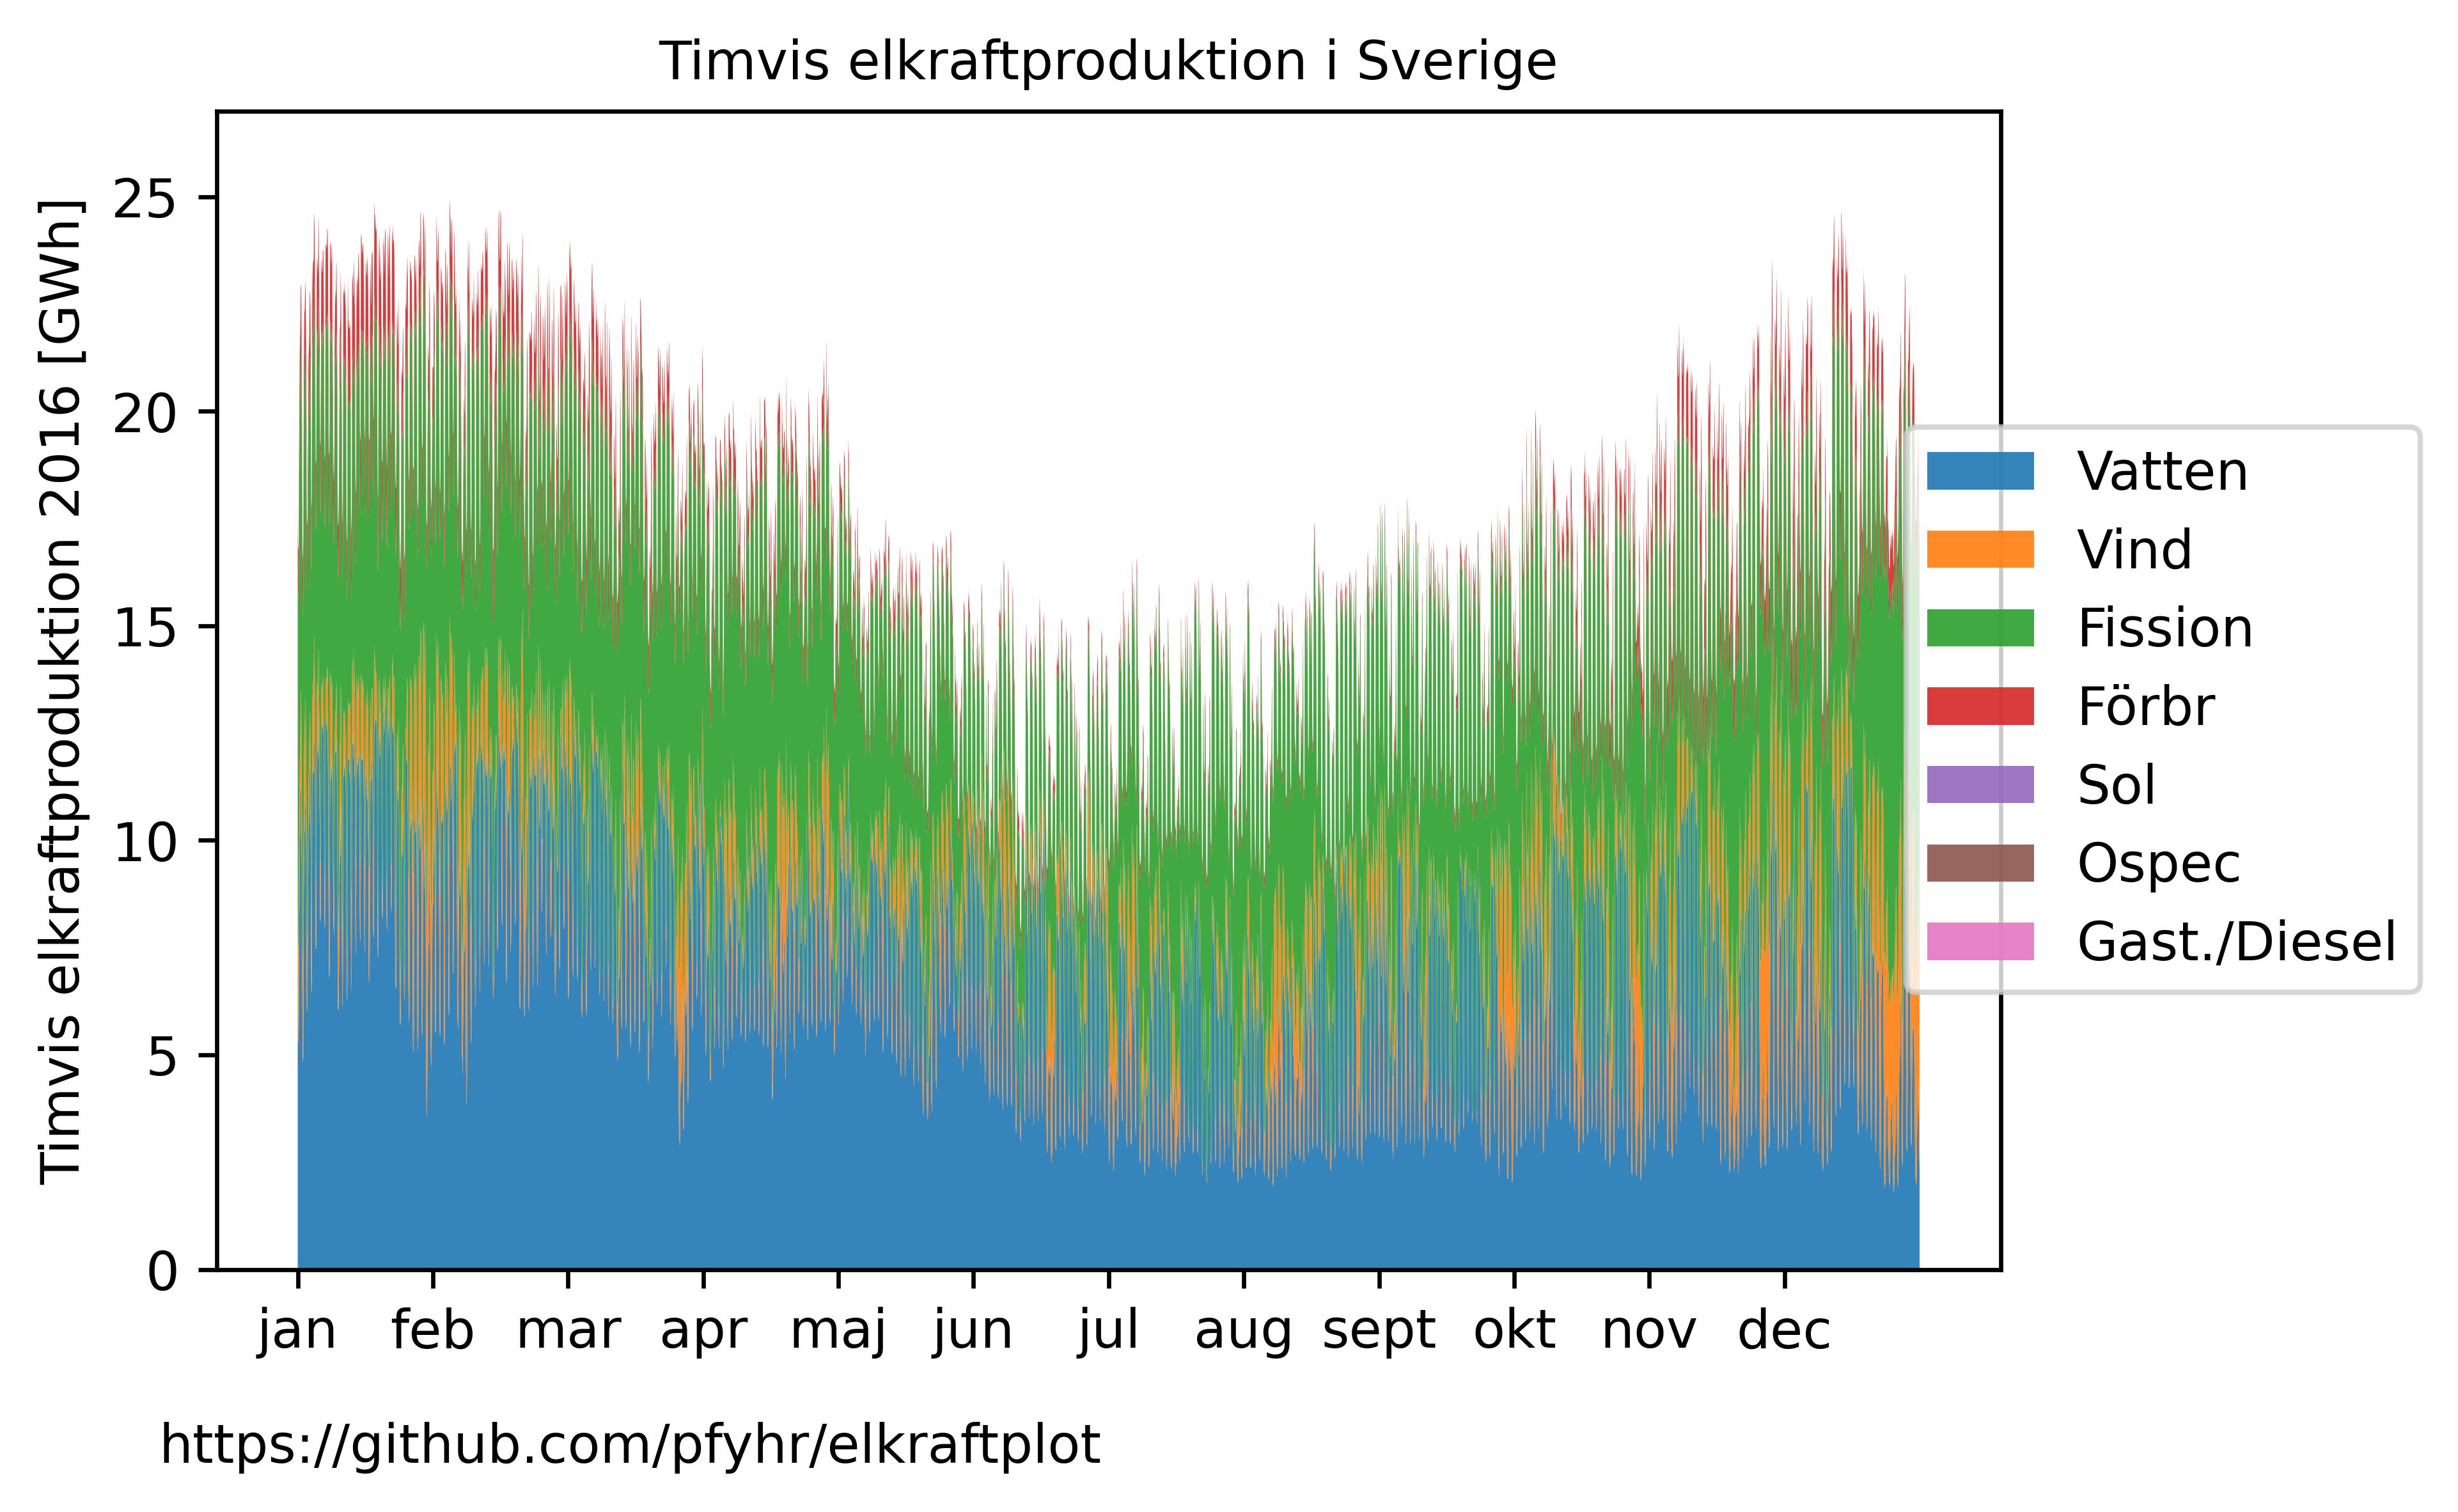 Timvis elkraftproduktion i Sverige
Timvis elkraftproduktion 2016 [GWh]
25
20
15
10
5
0
jan feb mar apr maj jun jul aug sept okt nov dec
Vatten
Vind
Fission
Förbr
Sol
Ospec
Gast./Diesel
https://github.com/pfyhr/elkraftplot